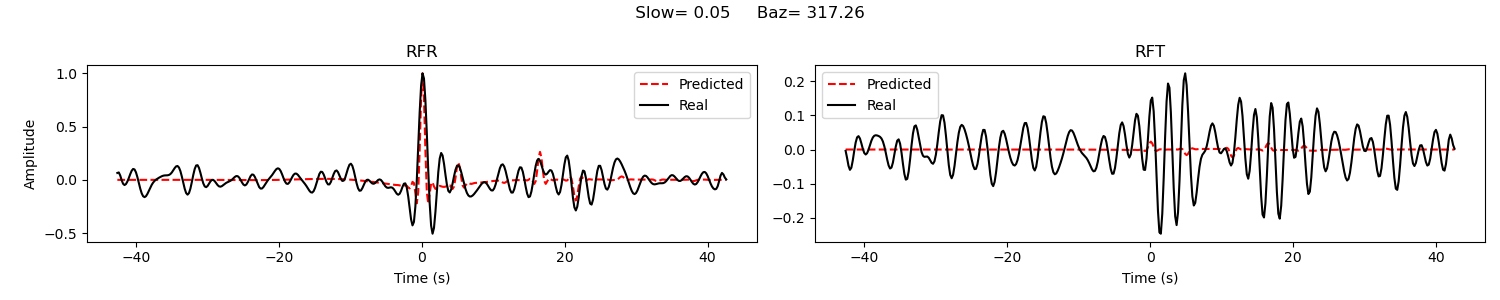 Slow= 0.05     Baz= 317.26
RFR
Amplitude
1.0
0.5
0.0
−0.5
Predicted
Real
−40
−20
0
20
40
Time (s)
RFT
0.2
0.1
0.0
−0.1
−0.2
Predicted
Real
−40
−20
0
20
40
Time (s)